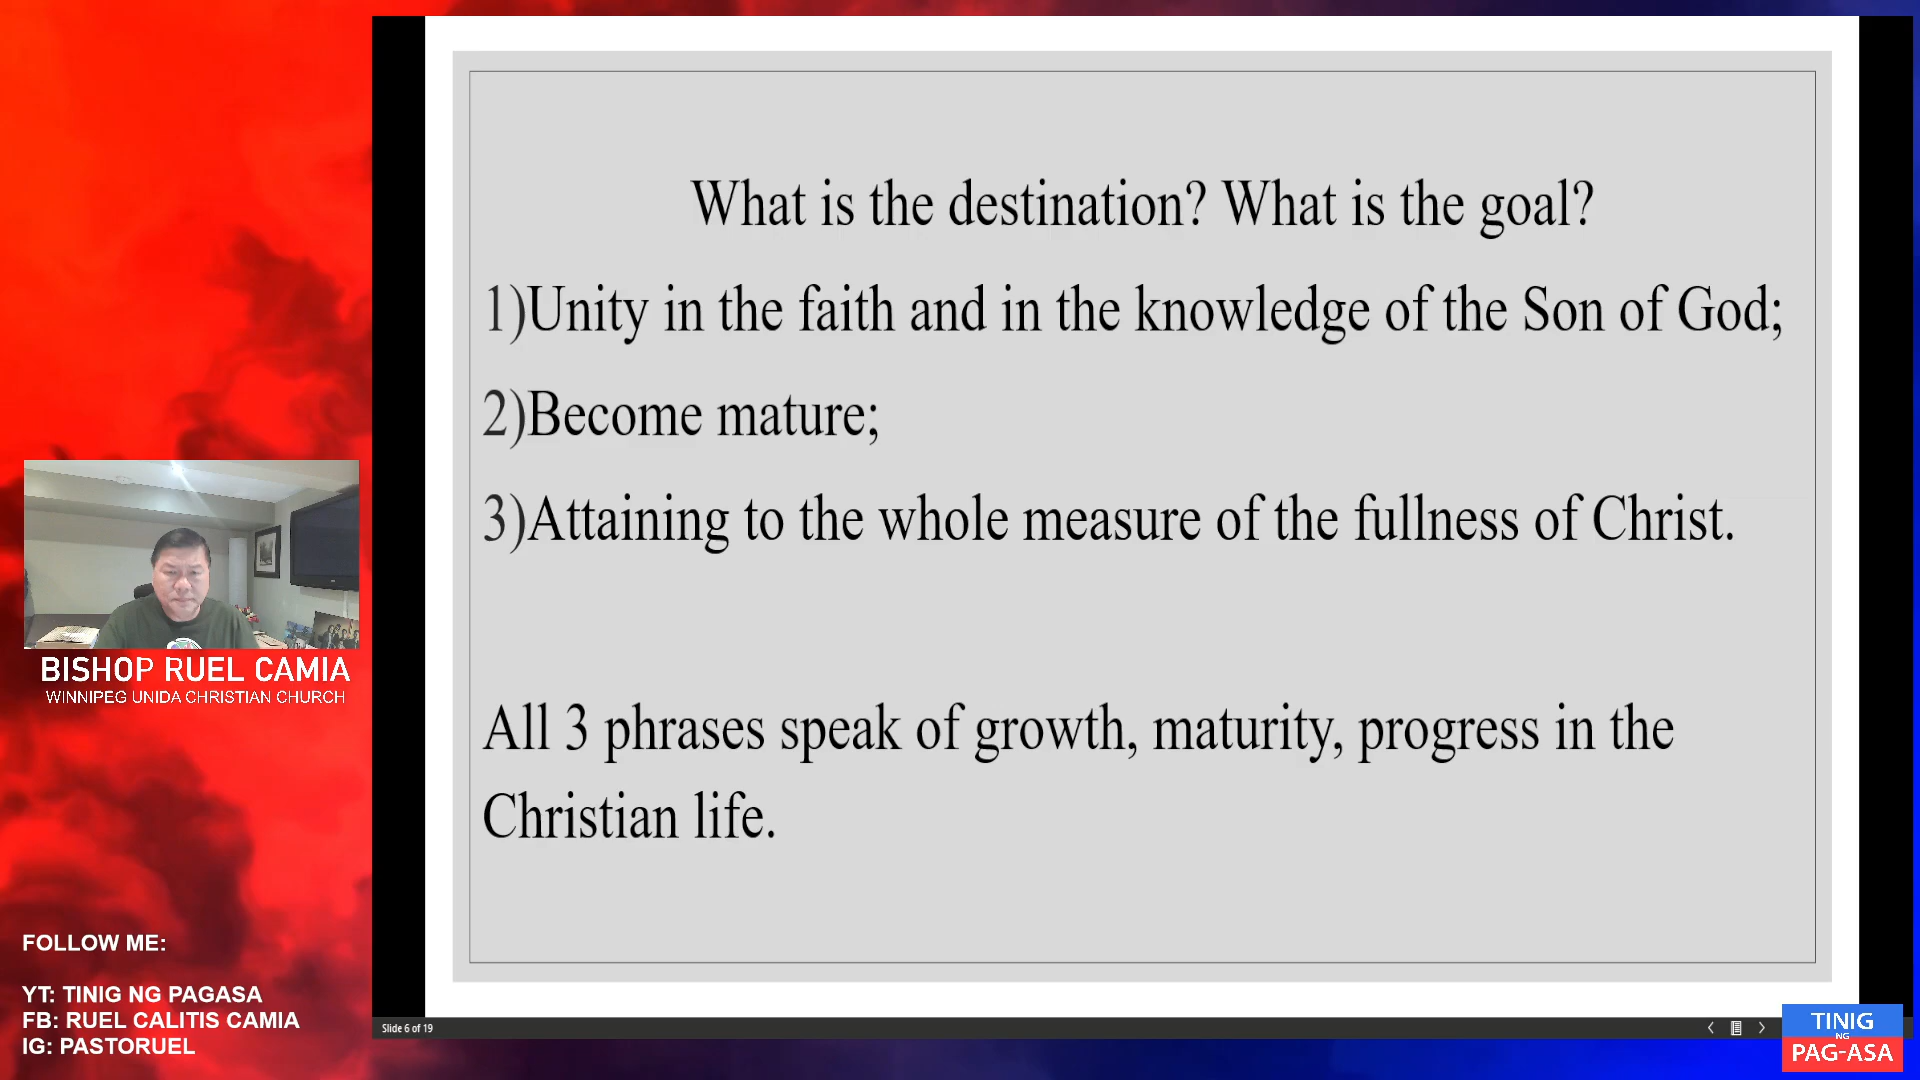 What is the destination? What is the goal?
1)Unity in the faith and in the knowledge of the Son of God;
2)Become mature;
3)Attaining to the whole measure of the fullness of Christ.
All 3 phrases speak of growth, maturity, progress in the
Christian life.
BISHOP RUEL CAMIA
WINNIPEG UNIDA CHRISTIAN CHURCH
FOLLOW ME:
YT: TINIG NG PAGASA
FB: RUEL CALITIS CAMIA
IG: PASTORUEL
Slide 6 of 19
TINIG
NG
PAG-ASA